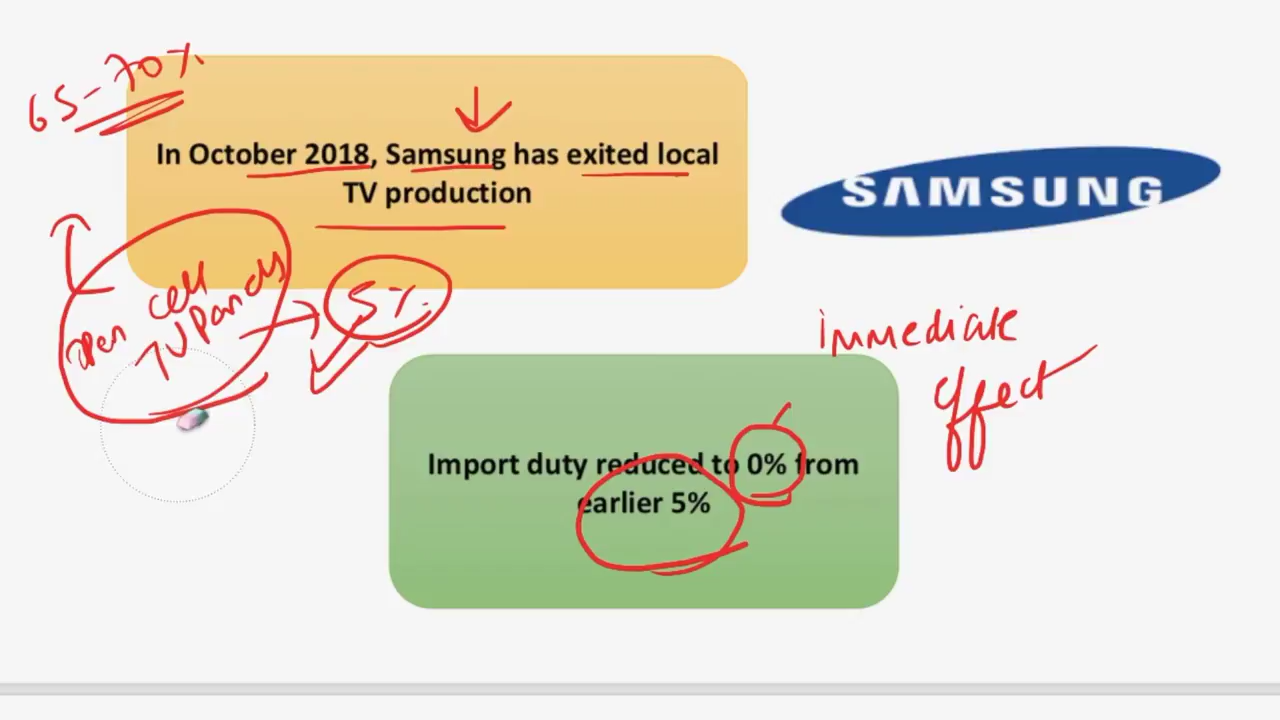 65-70%
In October 2018, Samsung has exited local
TV production
SAMSUNG
open cell
TV Panels
5%
immediate
effect
Import duty reduced to 0% from
earlier 5%